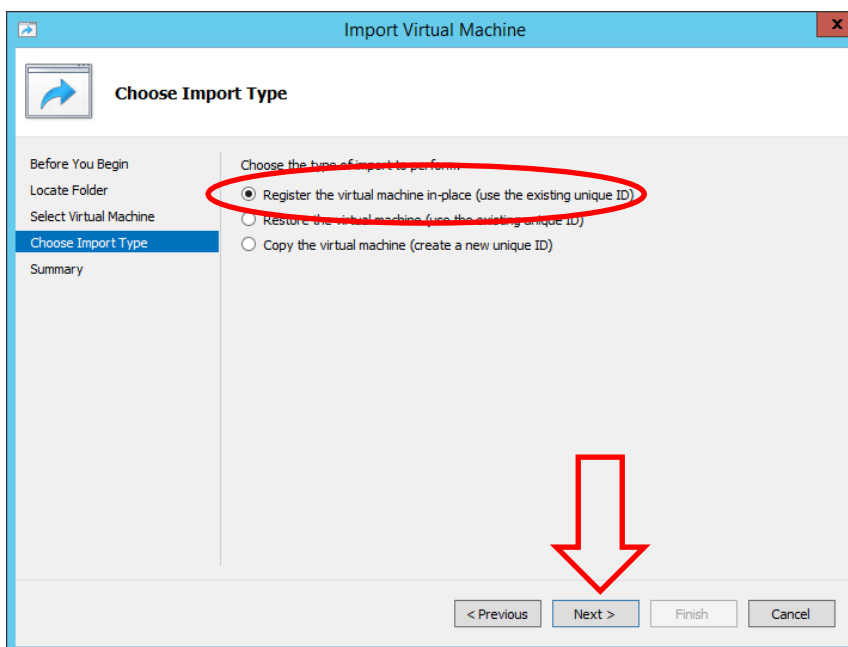 Import Virtual Machine
x
Choose Import Type
Before You Begin
Locate Folder
Select Virtual Machine
Choose Import Type
Summary
Choose the type of import to perform:
Register the virtual machine in-place (use the existing unique ID)
Restore the virtual machine (use the existing unique ID)
Copy the virtual machine (create a new unique ID)
< Previous
Next >
Finish
Cancel